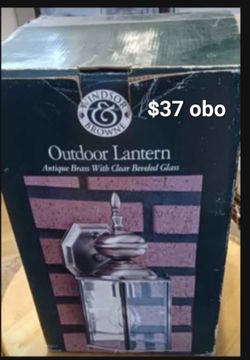 WINDSOR
&
BROWNE
$37 obo
Outdoor Lantern
Antique Brass With Clear Beveled Glass